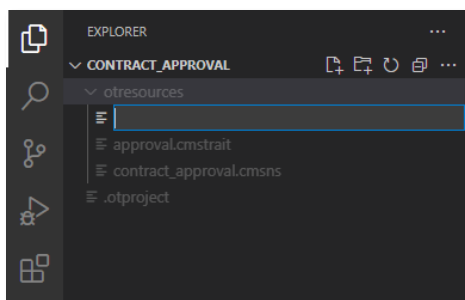 EXPLORER
CONTRACT_APPROVAL
otresources
approval.cmstrait
contract_approval.cmsns
.otproject